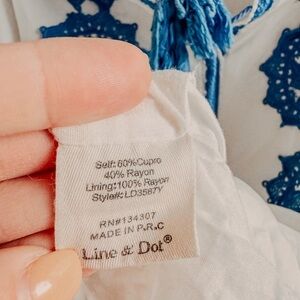 Self: 60%Cupro
40% Rayon
Lining:100% Rayon
Style#: LD3587Y
RN#134307
MADE IN P.R.C
Line & Dot®